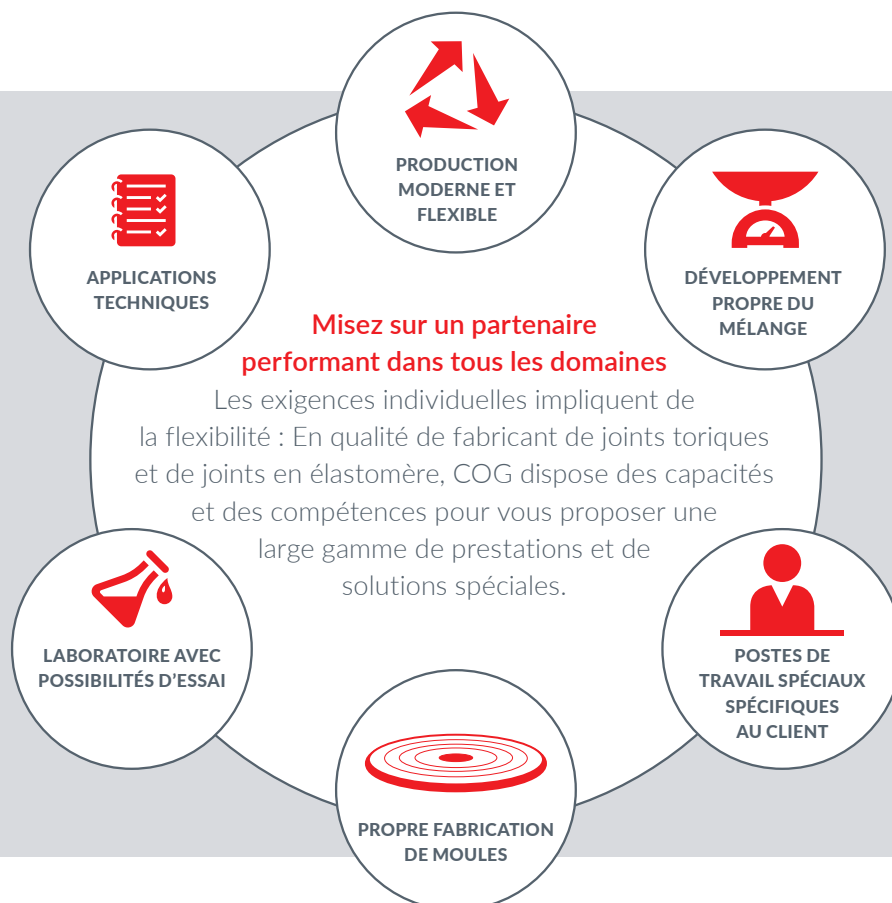 PRODUCTION
MODERNE ET
FLEXIBLE
APPLICATIONS
TECHNIQUES
DÉVELOPPEMENT
PROPRE DU
MÉLANGE
Misez sur un partenaire
performant dans tous les domaines
Les exigences individuelles impliquent de
la flexibilité : En qualité de fabricant de joints toriques
et de joints en élastomère, COG dispose des capacités
et des compétences pour vous proposer une
large gamme de prestations et de
solutions spéciales.
LABORATOIRE AVEC
POSSIBILITÉS D’ESSAI
POSTES DE
TRAVAIL SPÉCIAUX
SPÉCIFIQUES
AU CLIENT
PROPRE FABRICATION
DE MOULES